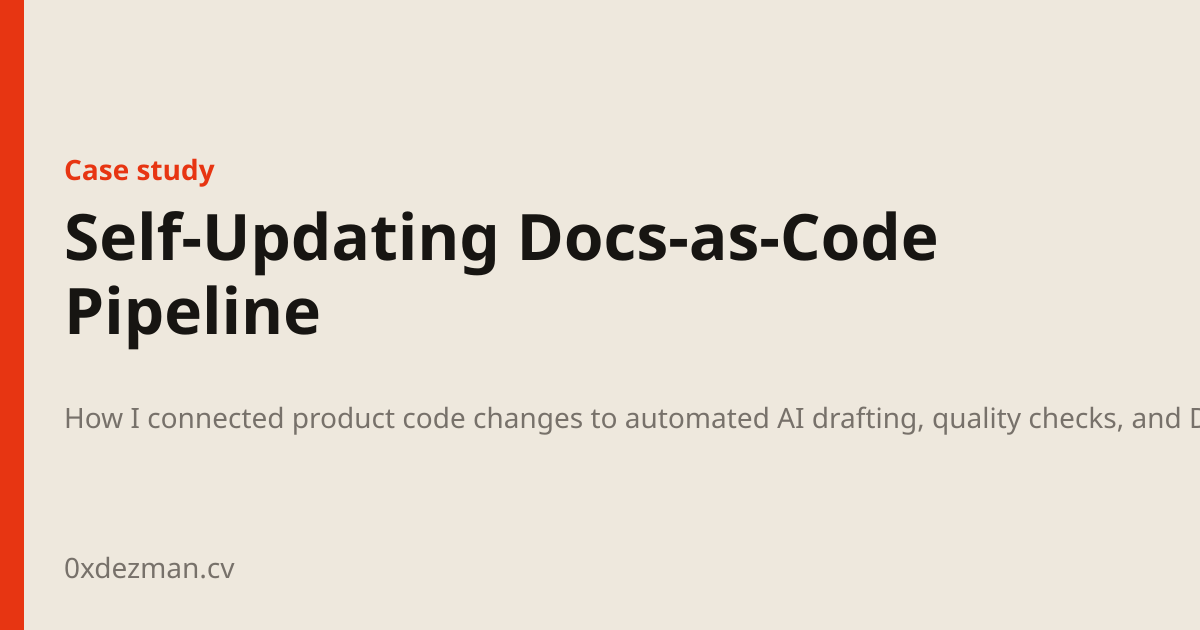 Case study
Self-Updating Docs-as-Code
Pipeline
How I connected product code changes to automated AI drafting, quality checks, and
0xdezman.cv